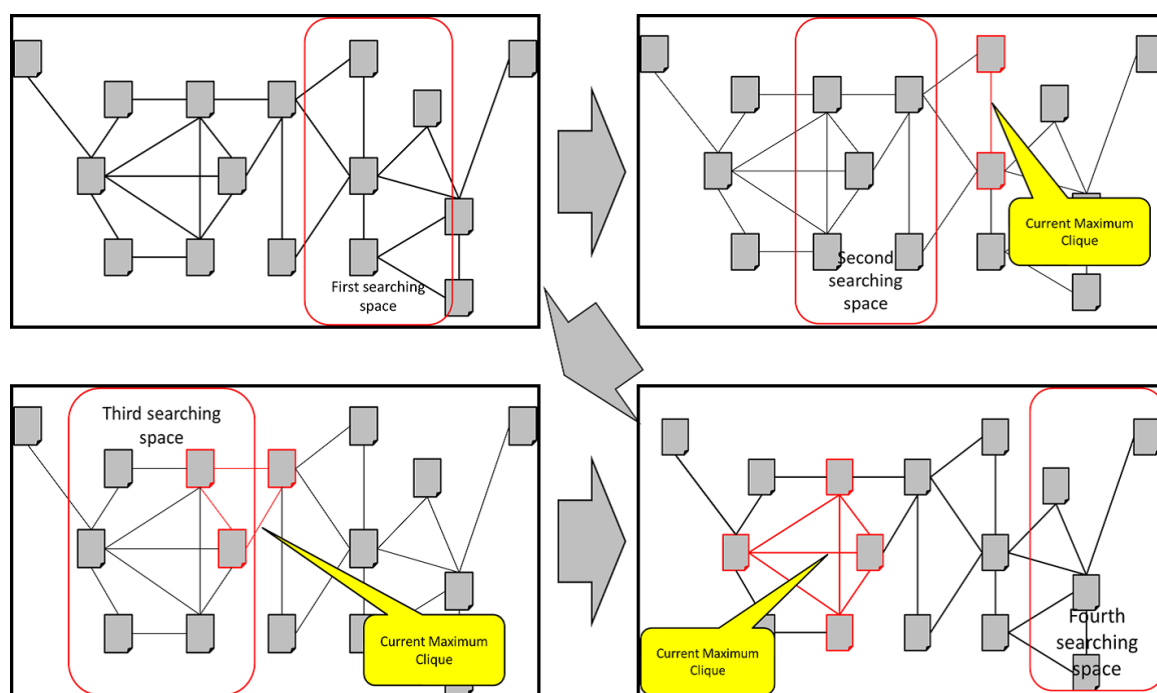 First searching
space
Second
searching
space
Current Maximum
Clique
Third searching
space
Current Maximum
Clique
Current Maximum
Clique
Fourth
searching
space